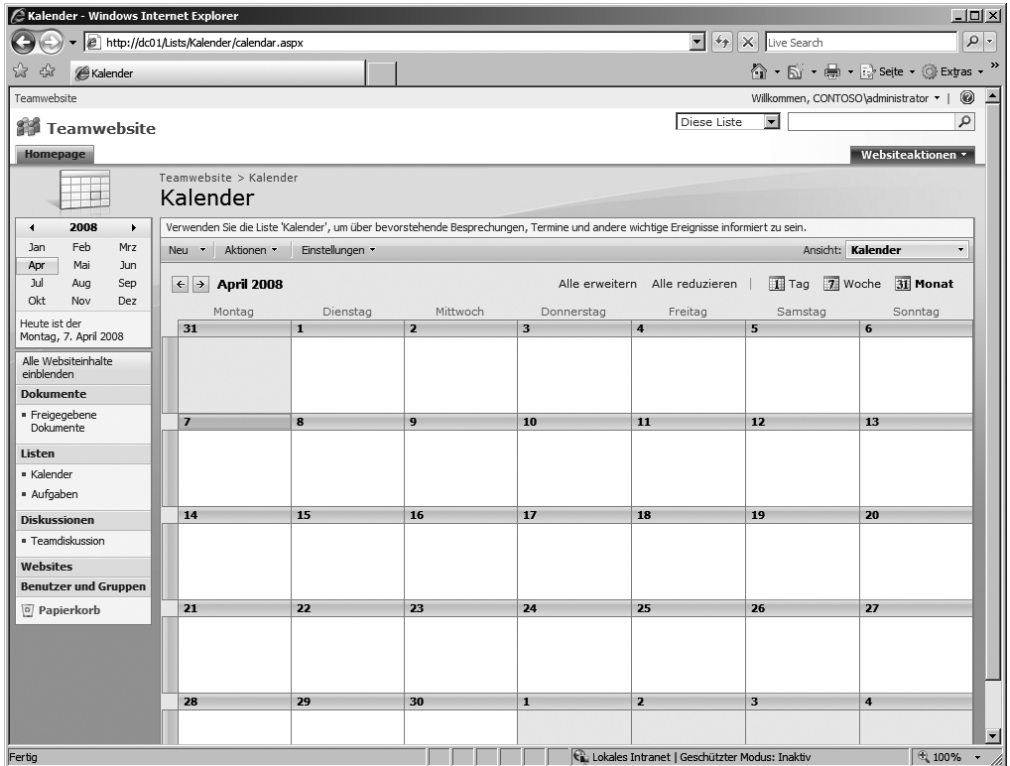 Kalender - Windows Internet Explorer
http://dc01/Lists/Kalender/calendar.aspx
Live Search
Kalender
Seite
Extras
Teamwebsite
Willkommen, CONTOSO\administrator
Teamwebsite
Diese Liste
Homepage
Websiteaktionen
Teamwebsite > Kalender
Kalender
2008
Jan Feb Mrz
Apr Mai Jun
Jul Aug Sep
Okt Nov Dez
Heute ist der
Montag, 7. April 2008
Alle Websiteinhalte
einblenden
Dokumente
Freigegebene
Dokumente
Listen
Kalender
Aufgaben
Diskussionen
Teamdiskussion
Websites
Benutzer und Gruppen
Papierkorb
Verwenden Sie die Liste 'Kalender', um über bevorstehende Besprechungen, Termine und andere wichtige Ereignisse informiert zu sein.
Neu Aktionen Einstellungen Ansicht: Kalender
April 2008 Alle erweitern Alle reduzieren | 1 Tag 7 Woche 31 Monat
Montag Dienstag Mittwoch Donnerstag Freitag Samstag Sonntag
31 1 2 3 4 5 6
7 8 9 10 11 12 13
14 15 16 17 18 19 20
21 22 23 24 25 26 27
28 29 30 1 2 3 4
Fertig
Lokales Intranet | Geschützter Modus: Inaktiv
100%